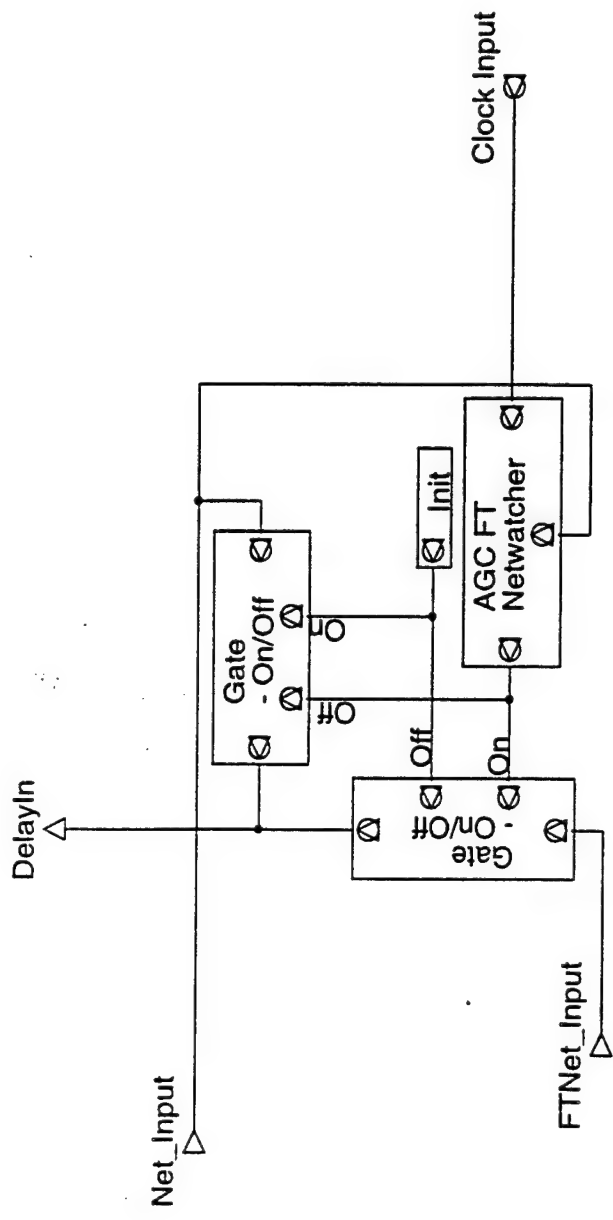 DelayIn
Net_Input
Gate
- On/Off
Off
On
Init
Off
On
Gate
- On/Off
AGC FT
Netwatcher
Clock Input
FTNet_Input